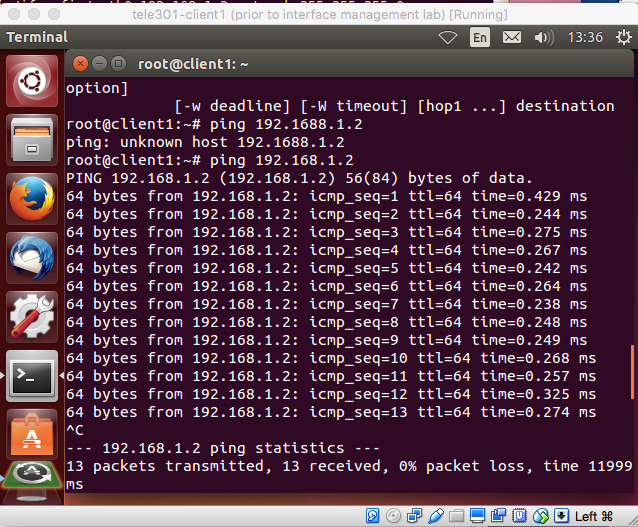 tele301-client1 (prior to interface management lab) [Running]
Terminal
En
13:36
root@client1: ~
option]
[-w deadline] [-W timeout] [hop1 ...] destination
root@client1:~# ping 192.1688.1.2
ping: unknown host 192.1688.1.2
root@client1:~# ping 192.168.1.2
PING 192.168.1.2 (192.168.1.2) 56(84) bytes of data.
64 bytes from 192.168.1.2: icmp_seq=1 ttl=64 time=0.429 ms
64 bytes from 192.168.1.2: icmp_seq=2 ttl=64 time=0.244 ms
64 bytes from 192.168.1.2: icmp_seq=3 ttl=64 time=0.275 ms
64 bytes from 192.168.1.2: icmp_seq=4 ttl=64 time=0.267 ms
64 bytes from 192.168.1.2: icmp_seq=5 ttl=64 time=0.242 ms
64 bytes from 192.168.1.2: icmp_seq=6 ttl=64 time=0.264 ms
64 bytes from 192.168.1.2: icmp_seq=7 ttl=64 time=0.238 ms
64 bytes from 192.168.1.2: icmp_seq=8 ttl=64 time=0.248 ms
64 bytes from 192.168.1.2: icmp_seq=9 ttl=64 time=0.249 ms
64 bytes from 192.168.1.2: icmp_seq=10 ttl=64 time=0.268 ms
64 bytes from 192.168.1.2: icmp_seq=11 ttl=64 time=0.257 ms
64 bytes from 192.168.1.2: icmp_seq=12 ttl=64 time=0.325 ms
64 bytes from 192.168.1.2: icmp_seq=13 ttl=64 time=0.274 ms
^C
--- 192.168.1.2 ping statistics ---
13 packets transmitted, 13 received, 0% packet loss, time 11999
ms
Left ⌘